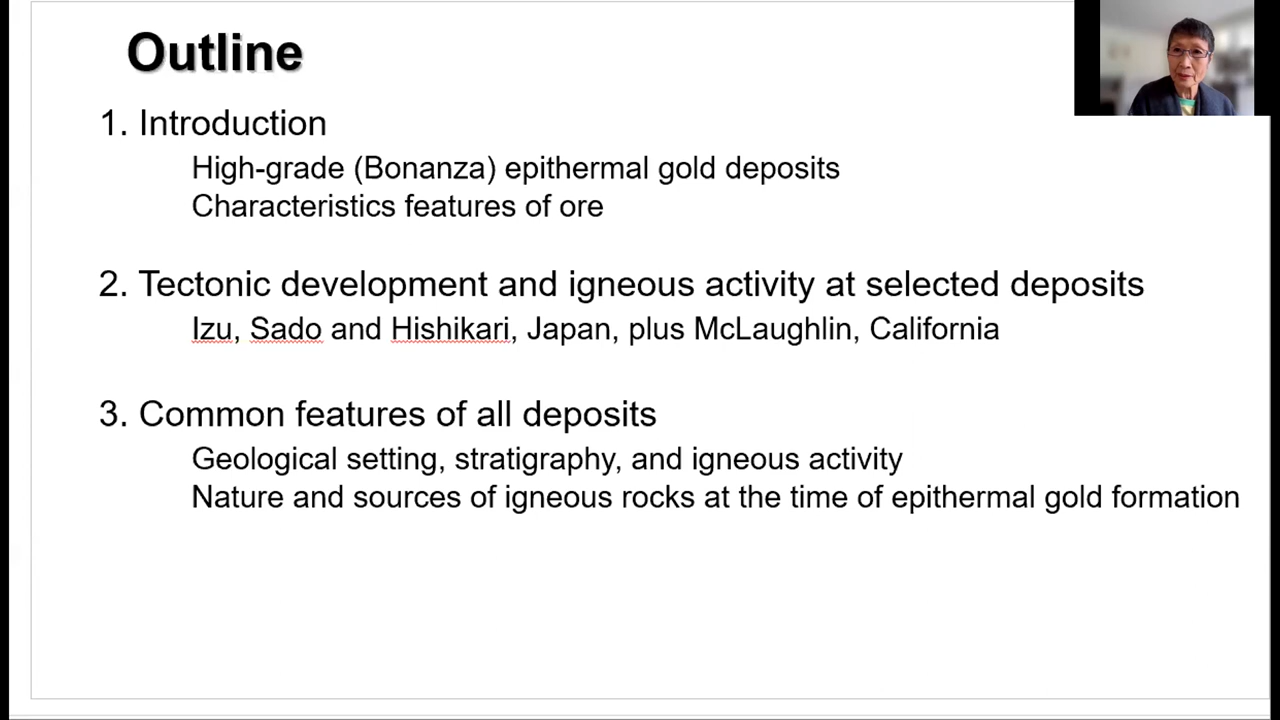 Outline
1. Introduction
High-grade (Bonanza) epithermal gold deposits
Characteristics features of ore
2. Tectonic development and igneous activity at selected deposits
Izu, Sado and Hishikari, Japan, plus McLaughlin, California
3. Common features of all deposits
Geological setting, stratigraphy, and igneous activity
Nature and sources of igneous rocks at the time of epithermal gold formation